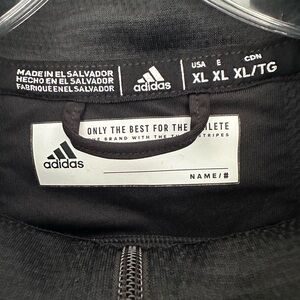 MADE IN EL SALVADOR
HECHO EN EL SALVADOR
FABRIQUÉ EN EL SALVADOR
adidas
USA E CDN
XL XL XL/TG
ONLY THE BEST FOR THE
BRAND WITH THE STRIPES
adidas
NAME/#